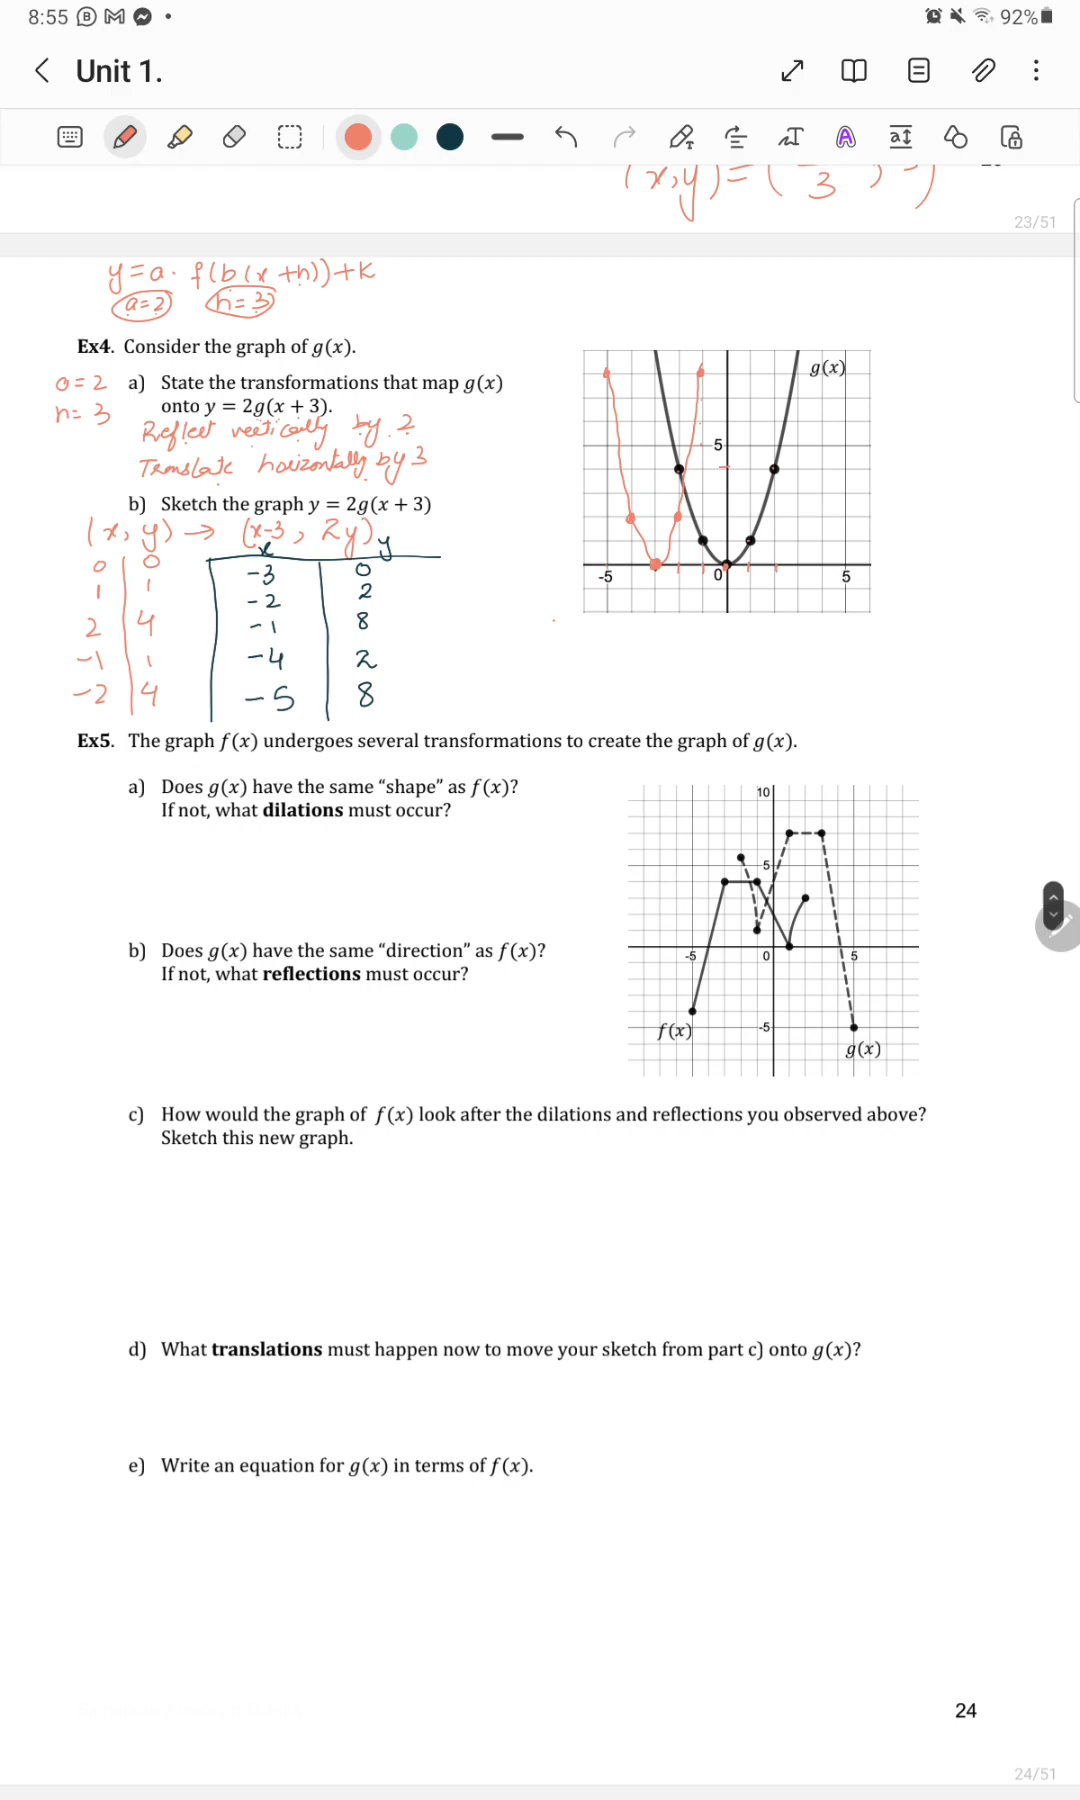 8:55
92%
Unit 1.
(x,y) = ( 3 , - )
23/51
y = a · f(b(x + h)) + k
a=2 h=3
Ex4. Consider the graph of g(x).
a = 2
h = 3
a) State the transformations that map g(x)
onto y = 2g(x + 3).
Reflect vertically by 2
Translate horizontally by 3
b) Sketch the graph y = 2g(x + 3)
(x, y) → (x-3, 2y)
x y
0 0 -3 0
1 1 -2 2
2 4 -1 8
-1 1 -4 2
-2 4 -5 8
g(x)
5
-5 0 5
Ex5. The graph f(x) undergoes several transformations to create the graph of g(x).
a) Does g(x) have the same “shape” as f(x)?
If not, what dilations must occur?
b) Does g(x) have the same “direction” as f(x)?
If not, what reflections must occur?
10
5
-5 0 5
-5
f(x)
g(x)
c) How would the graph of f(x) look after the dilations and reflections you observed above?
Sketch this new graph.
d) What translations must happen now to move your sketch from part c) onto g(x)?
e) Write an equation for g(x) in terms of f(x).
24
24/51